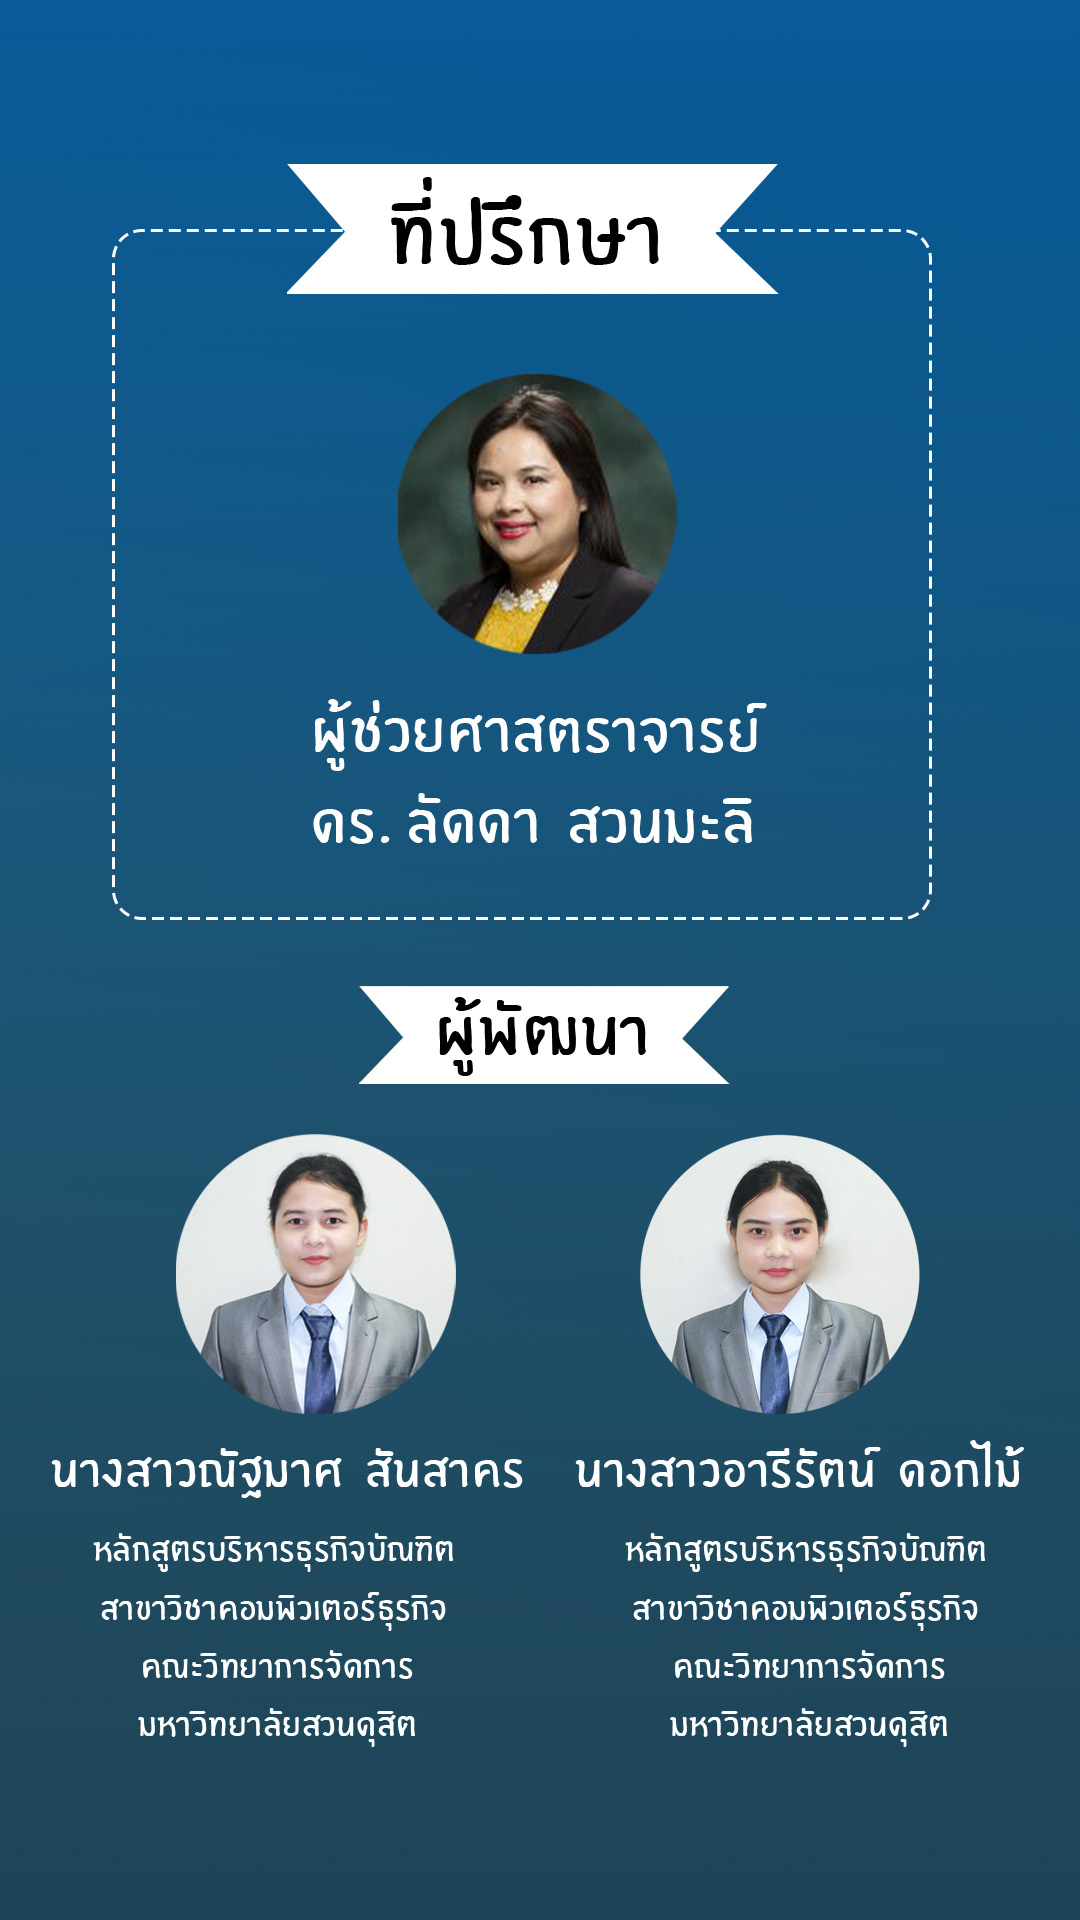 ที่ปรึกษา
ผู้ช่วยศาสตราจารย์
ดร. ลัดดา สวนมะลิ
ผู้พัฒนา
นางสาวณัฐมาศ สันสาคร
หลักสูตรบริหารธุรกิจบัณฑิต
สาขาวิชาคอมพิวเตอร์ธุรกิจ
คณะวิทยาการจัดการ
มหาวิทยาลัยสวนดุสิต
นางสาวอารีรัตน์ ดอกไม้
หลักสูตรบริหารธุรกิจบัณฑิต
สาขาวิชาคอมพิวเตอร์ธุรกิจ
คณะวิทยาการจัดการ
มหาวิทยาลัยสวนดุสิต